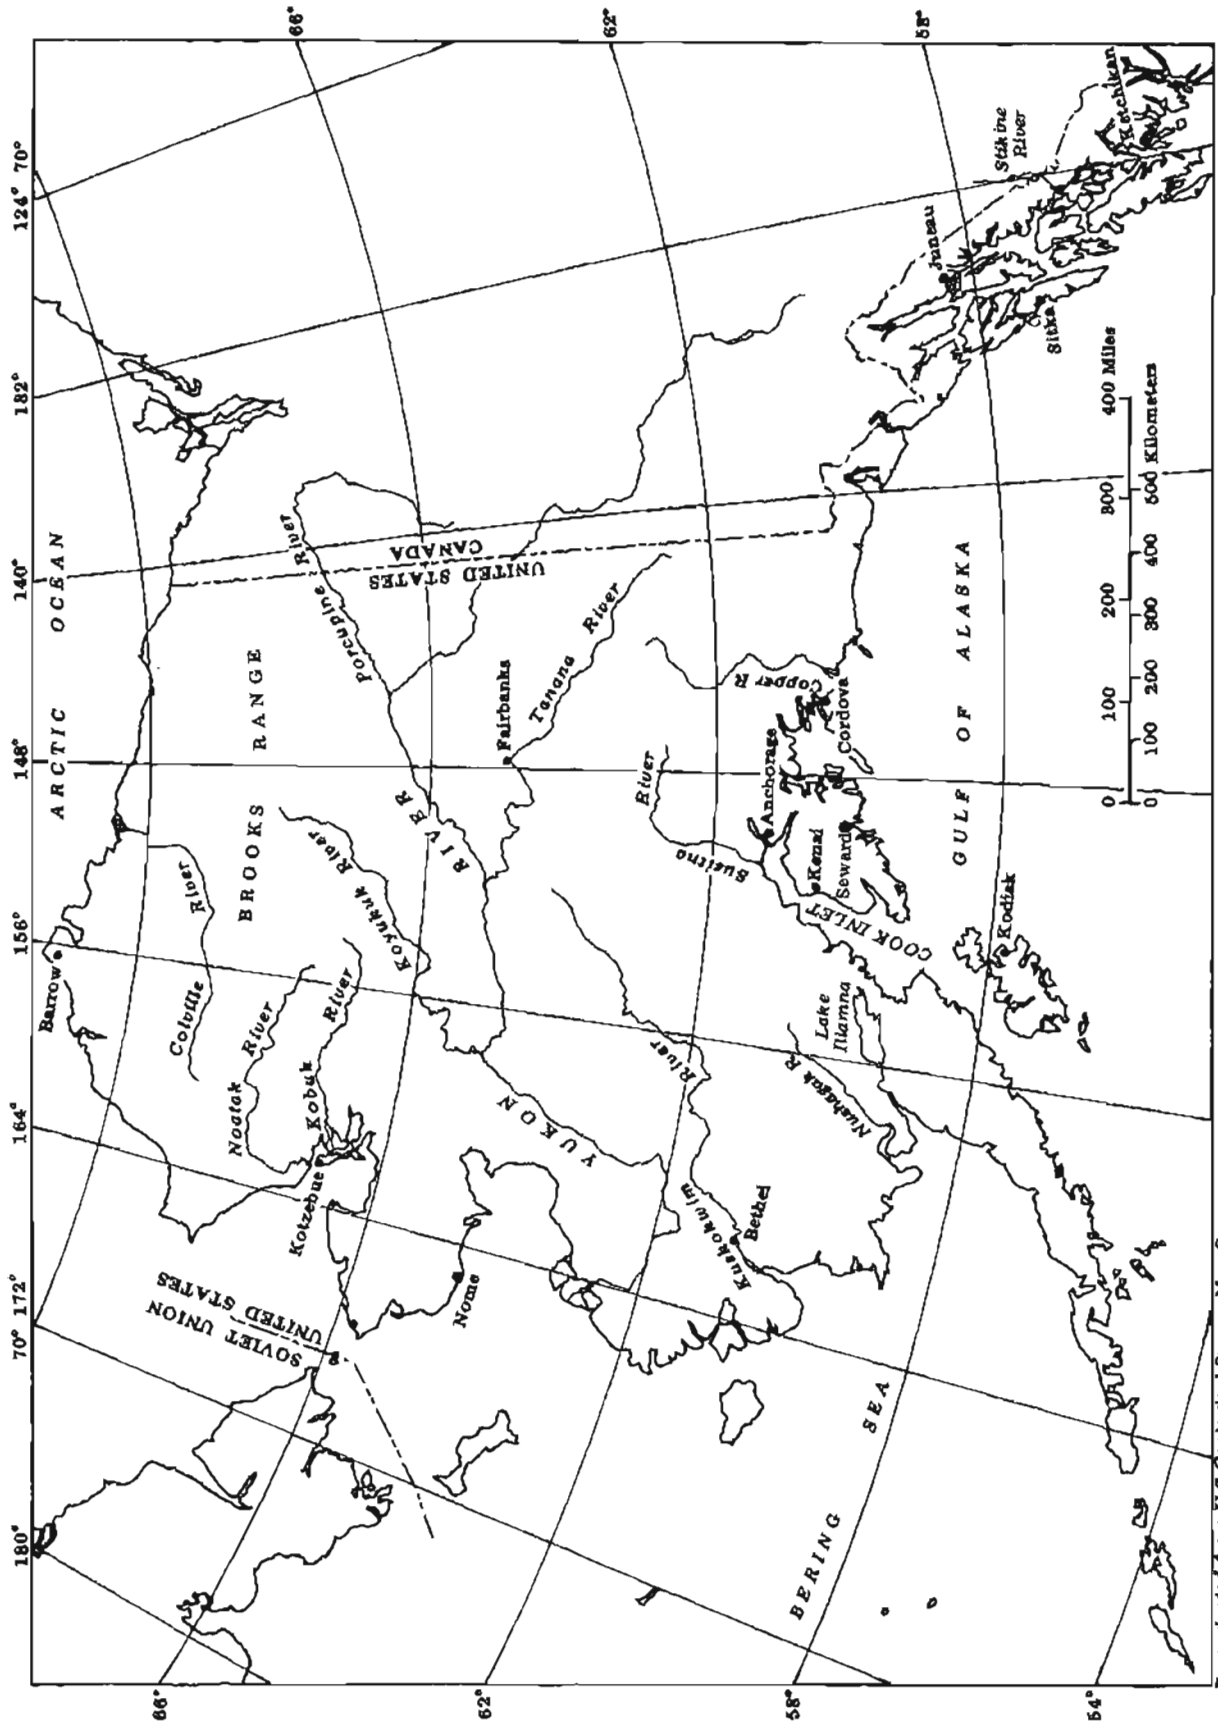 180°
70° 172°
164°
156°
148°
140°
132°
124° 70°
66°
66°
62°
62°
58°
58°
54°
ARCTIC OCEAN
Barrow
Colville River
BROOKS RANGE
Noatak River
Kobuk River
Koyukuk River
Porcupine River
Kotzebue
SOVIET UNION
UNITED STATES
UNITED STATES
CANADA
Nome
YUKON RIVER
Fairbanks
Tanana River
Kuskokwim River
Bethel
Nushagak R.
Lake
Iliamna
Susitna River
Copper R
Anchorage
Kenai
Seward
Cordova
COOK INLET
Kodiak
Juneau
Sitka
Stikine
River
Ketchikan
BERING SEA
GULF OF ALASKA
0 100 200 300 400 Miles
0 100 200 300 400 500 Kilometers